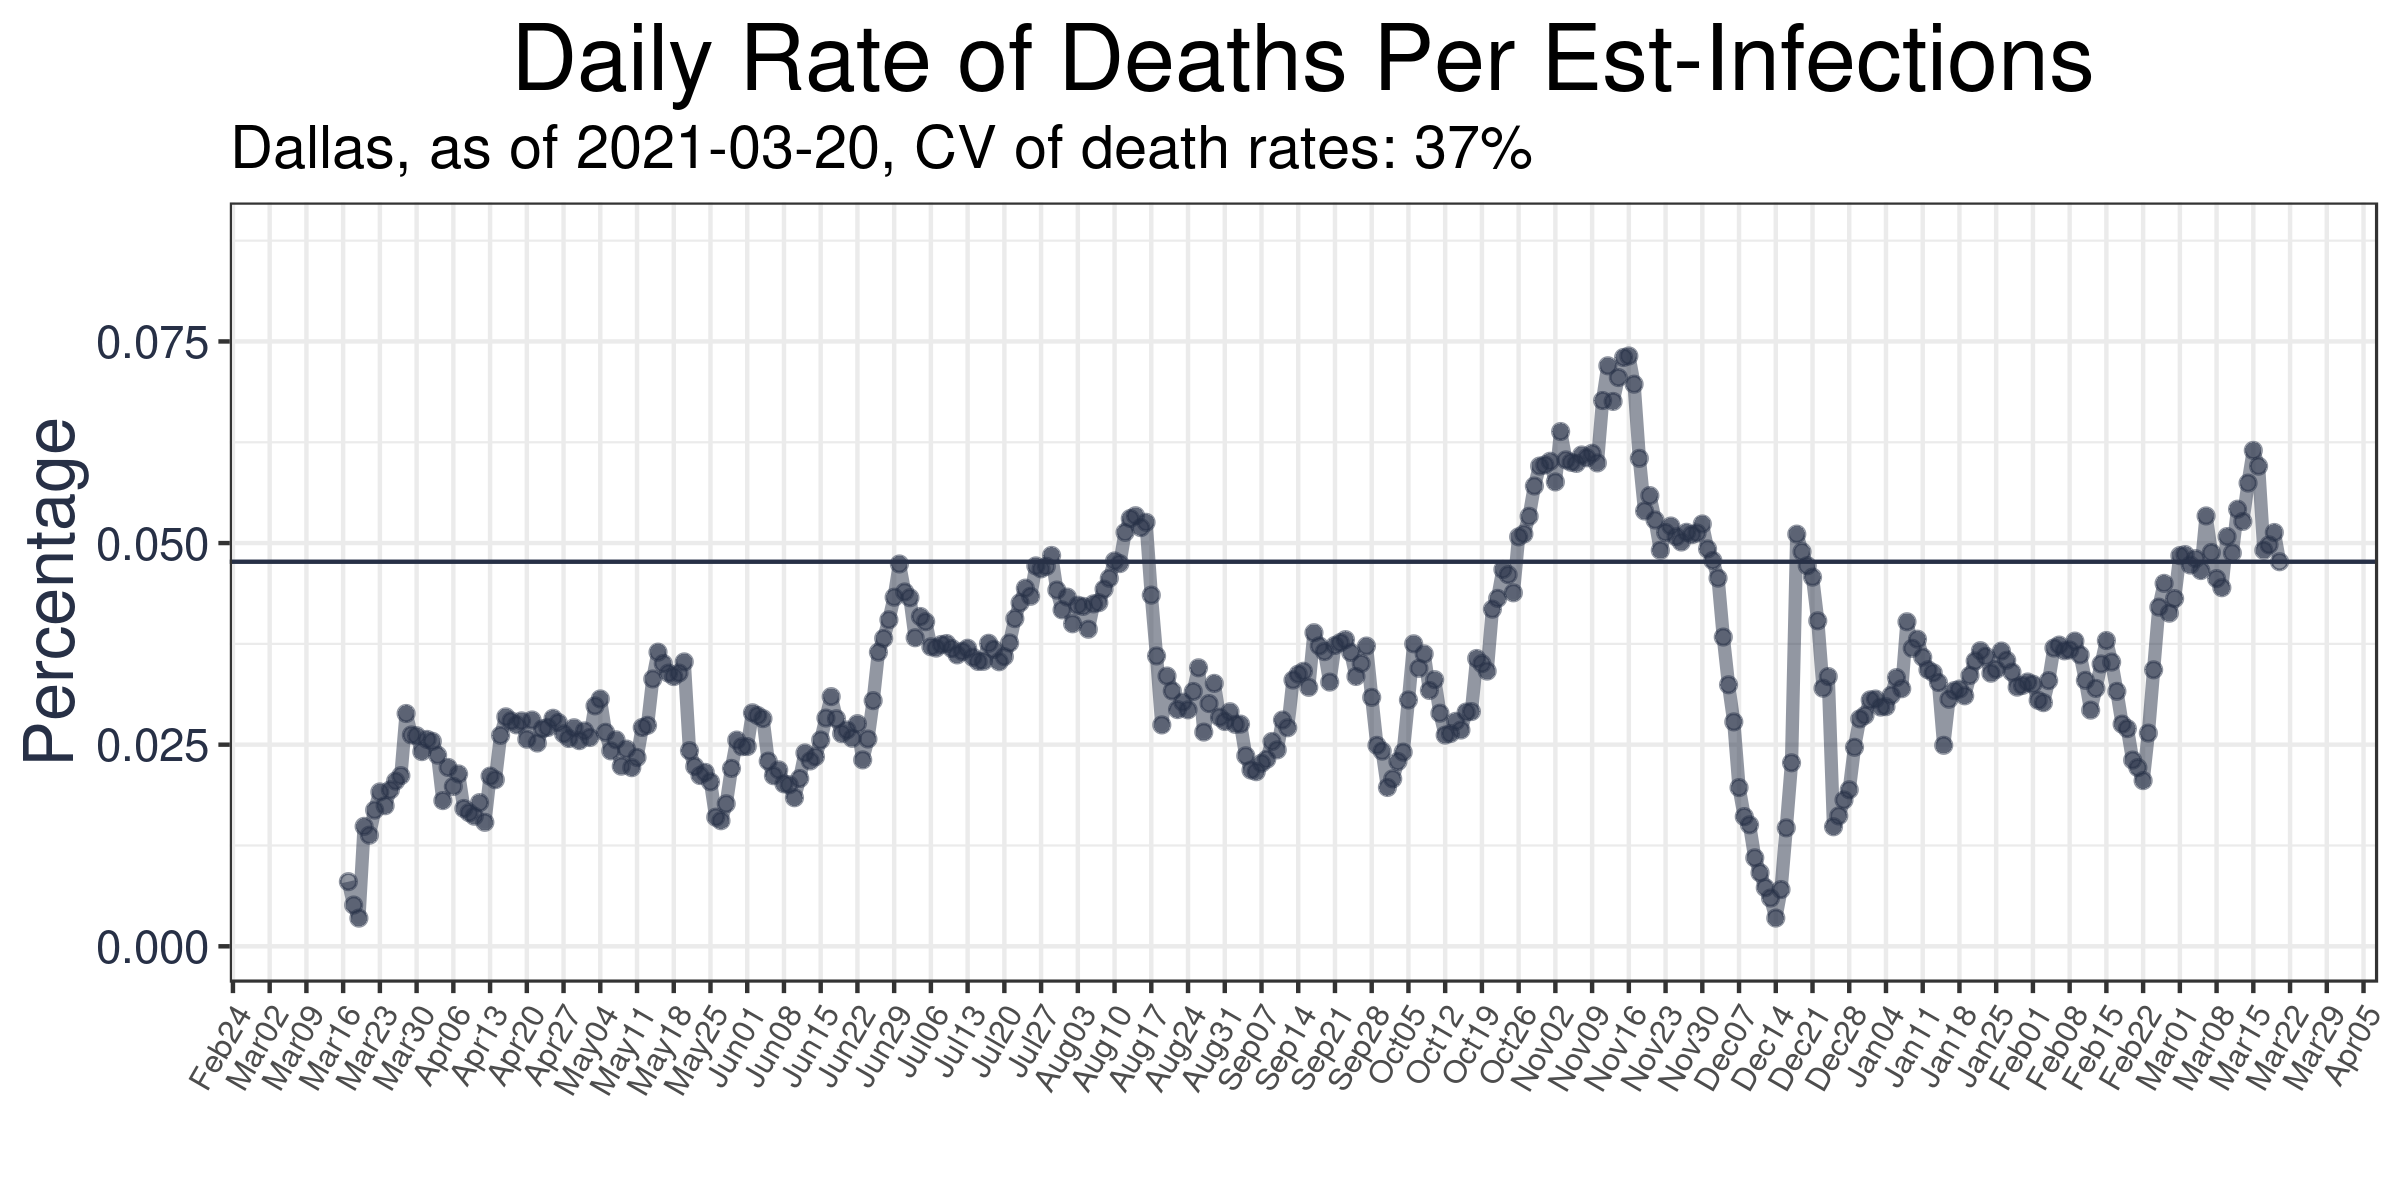 Daily Rate of Deaths Per Est-Infections
Dallas, as of 2021-03-20, CV of death rates: 37%
Percentage
0.075
0.050
0.025
0.000
Feb24
Mar02
Mar09
Mar16
Mar23
Mar30
Apr06
Apr13
Apr20
Apr27
May04
May11
May18
May25
Jun01
Jun08
Jun15
Jun22
Jun29
Jul06
Jul13
Jul20
Jul27
Aug03
Aug10
Aug17
Aug24
Aug31
Sep07
Sep14
Sep21
Sep28
Oct05
Oct12
Oct19
Oct26
Nov02
Nov09
Nov16
Nov23
Nov30
Dec07
Dec14
Dec21
Dec28
Jan04
Jan11
Jan18
Jan25
Feb01
Feb08
Feb15
Feb22
Mar01
Mar08
Mar15
Mar22
Mar29
Apr05